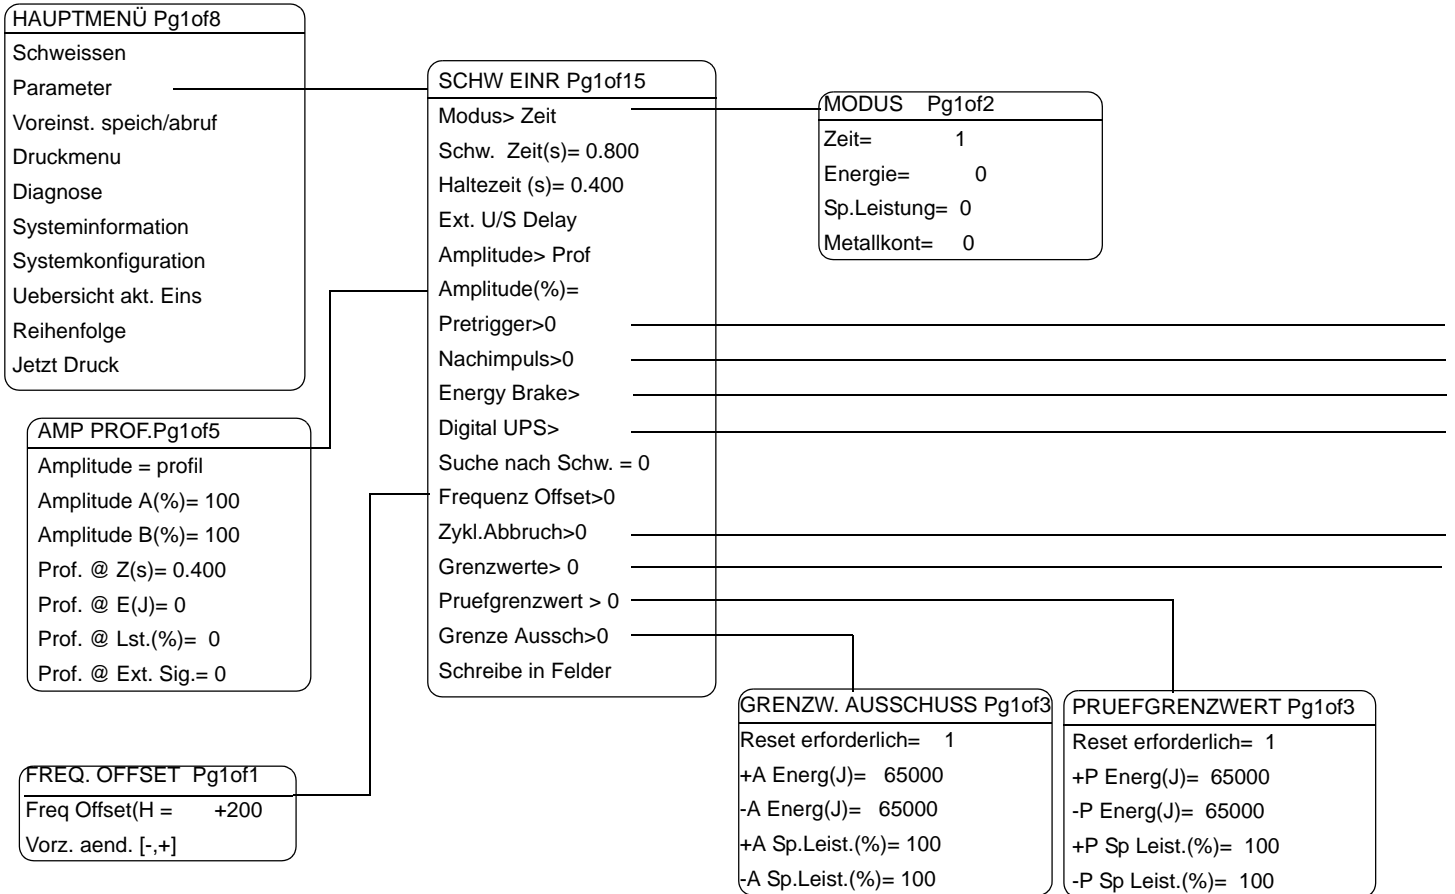 HAUPTMENÜ Pg1of8
Schweissen
Parameter
Voreinst. speich/abruf
Druckmenu
Diagnose
Systeminformation
Systemkonfiguration
Uebersicht akt. Eins
Reihenfolge
Jetzt Druck
SCHW EINR Pg1of15
Modus> Zeit
Schw. Zeit(s)= 0.800
Haltezeit (s)= 0.400
Ext. U/S Delay
Amplitude> Prof
Amplitude(%)=
Pretrigger>0
Nachimpuls>0
Energy Brake>
Digital UPS>
Suche nach Schw. = 0
Frequenz Offset>0
Zykl.Abbruch>0
Grenzwerte> 0
Pruefgrenzwert > 0
Grenze Aussch>0
Schreibe in Felder
MODUS Pg1of2
Zeit= 1
Energie= 0
Sp.Leistung= 0
Metallkont= 0
AMP PROF.Pg1of5
Amplitude = profil
Amplitude A(%)= 100
Amplitude B(%)= 100
Prof. @ Z(s)= 0.400
Prof. @ E(J)= 0
Prof. @ Lst.(%)= 0
Prof. @ Ext. Sig.= 0
FREQ. OFFSET Pg1of1
Freq Offset(H = +200
Vorz. aend. [-,+]
GRENZW. AUSSCHUSS Pg1of3
Reset erforderlich= 1
+A Energ(J)= 65000
-A Energ(J)= 65000
+A Sp.Leist.(%)= 100
-A Sp.Leist.(%)= 100
PRUEFGRENZWERT Pg1of3
Reset erforderlich= 1
+P Energ(J)= 65000
-P Energ(J)= 65000
+P Sp Leist.(%)= 100
-P Sp Leist.(%)= 100